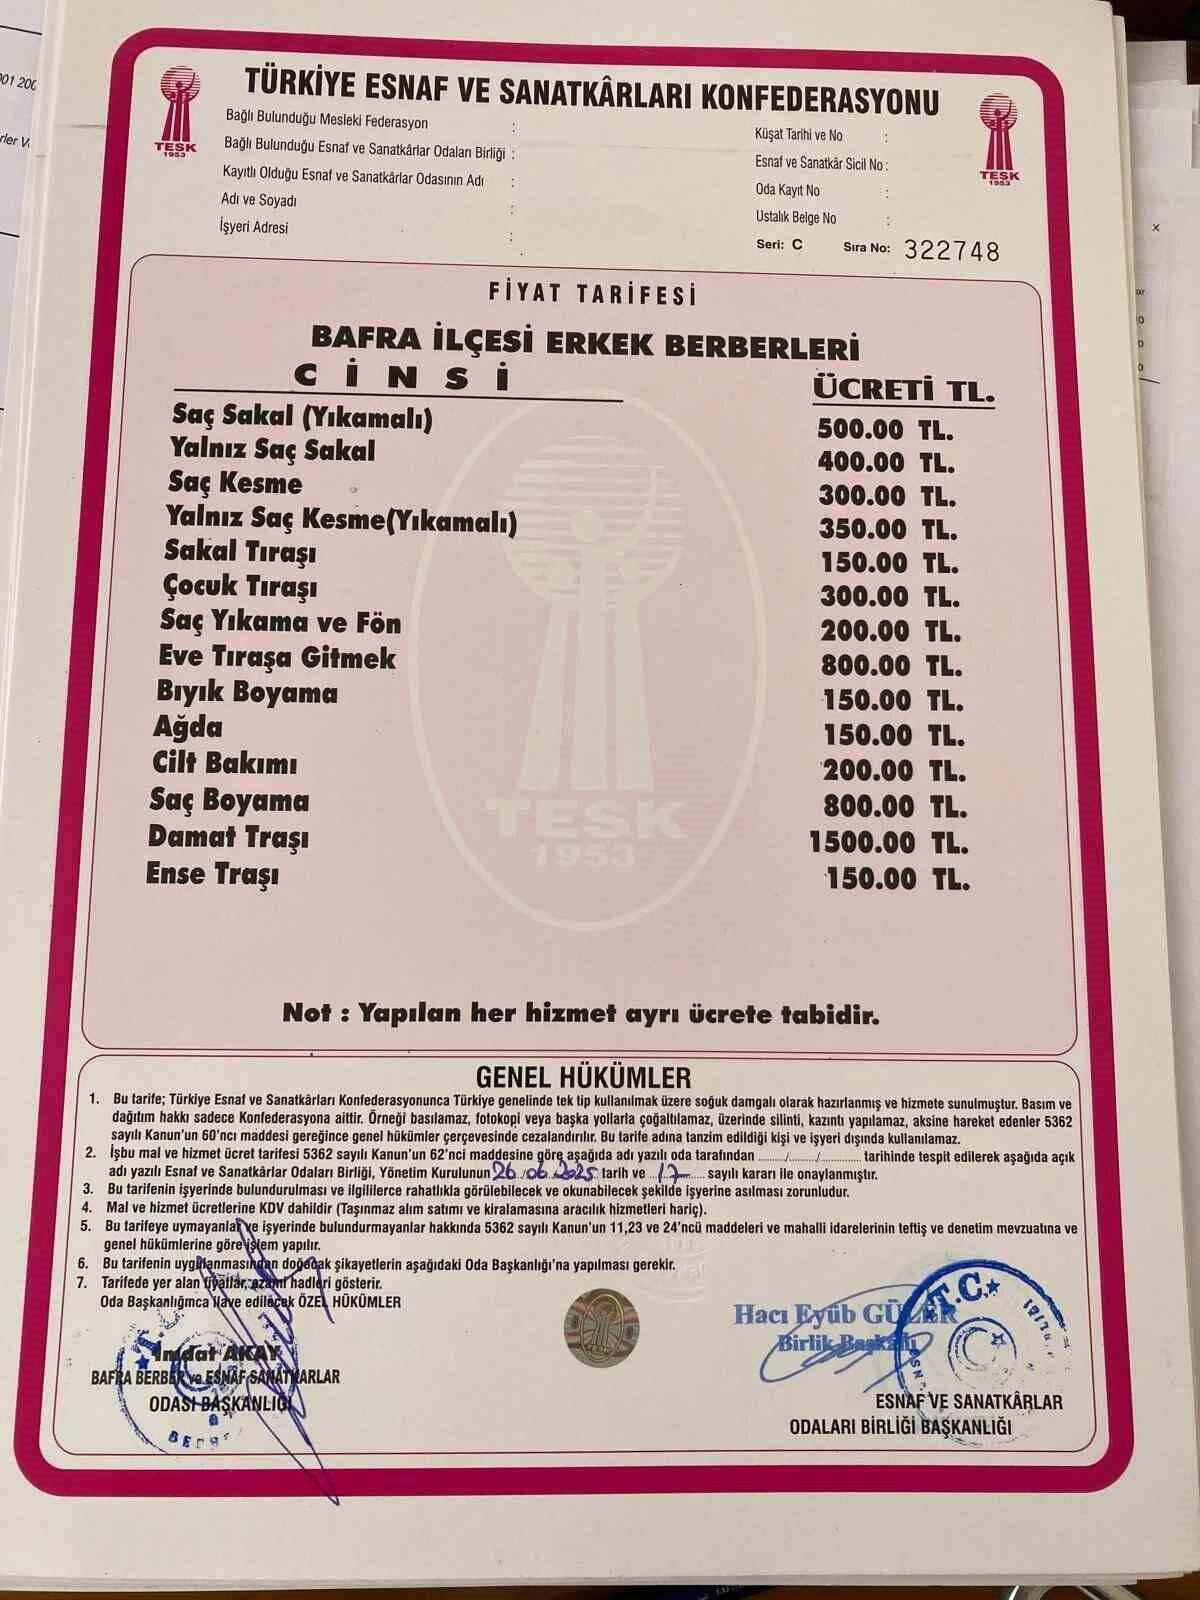 TÜRKİYE ESNAF VE SANATKÂRLARI KONFEDERASYONU
TESK
1953
TESK
1953
Bağlı Bulunduğu Mesleki Federasyon :
Bağlı Bulunduğu Esnaf ve Sanatkârlar Odaları Birliği :
Kayıtlı Olduğu Esnaf ve Sanatkârlar Odasının Adı :
Adı ve Soyadı :
İşyeri Adresi :
Küşat Tarihi ve No :
Esnaf ve Sanatkâr Sicil No :
Oda Kayıt No :
Ustalık Belge No :
Seri: C Sıra No: 322748
FİYAT TARİFESİ
BAFRA İLÇESİ ERKEK BERBERLERİ
CİNSİ ÜCRETİ TL.
Saç Sakal (Yıkamalı) 500.00 TL.
Yalnız Saç Sakal 400.00 TL.
Saç Kesme 300.00 TL.
Yalnız Saç Kesme(Yıkamalı) 350.00 TL.
Sakal Tıraşı 150.00 TL.
Çocuk Tıraşı 300.00 TL.
Saç Yıkama ve Fön 200.00 TL.
Eve Tıraşa Gitmek 800.00 TL.
Bıyık Boyama 150.00 TL.
Ağda 150.00 TL.
Cilt Bakımı 200.00 TL.
Saç Boyama 800.00 TL.
Damat Traşı 1500.00 TL.
Ense Traşı 150.00 TL.
TESK
1953
Not : Yapılan her hizmet ayrı ücrete tabidir.
GENEL HÜKÜMLER
1. Bu tarife; Türkiye Esnaf ve Sanatkârları Konfederasyonunca Türkiye genelinde tek tip kullanılmak üzere soğuk damgalı olarak hazırlanmış ve hizmete sunulmuştur. Basım ve
dağıtım hakkı sadece Konfederasyona aittir. Örneği basılamaz, fotokopi veya başka yollarla çoğaltılamaz, üzerinde silinti, kazıntı yapılamaz, aksine hareket edenler 5362
sayılı Kanun'un 60'ncı maddesi gereğince genel hükümler çerçevesinde cezalandırılır. Bu tarife adına tanzim edildiği kişi ve işyeri dışında kullanılamaz.
2. İşbu mal ve hizmet ücret tarifesi 5362 sayılı Kanun'un 62'nci maddesine göre aşağıda adı yazılı oda tarafından ......../......../............ tarihinde tespit edilerek aşağıda açık
adı yazılı Esnaf ve Sanatkârlar Odaları Birliği, Yönetim Kurulunun 26/06/2025 tarih ve 17 sayılı kararı ile onaylanmıştır.
3. Bu tarifenin işyerinde bulundurulması ve ilgililerce rahatlıkla görülebilecek ve okunabilecek şekilde işyerine asılması zorunludur.
4. Mal ve hizmet ücretlerine KDV dahildir (Taşınmaz alım satımı ve kiralamasına aracılık hizmetleri hariç).
5. Bu tarifeye uymayanlar ve işyerinde bulundurmayanlar hakkında 5362 sayılı Kanun'un 11,23 ve 24'ncü maddeleri ve mahalli idarelerinin teftiş ve denetim mevzuatına ve
genel hükümlerine göre işlem yapılır.
6. Bu tarifenin uygulanmasından doğacak şikayetlerin aşağıdaki Oda Başkanlığı'na yapılması gerekir.
7. Tarifede yer alan fiyatlar, azami hadleri gösterir.
Oda Başkanlığınca ilave edilecek ÖZEL HÜKÜMLER
İmdat AKAY
BAFRA BERBER ve ESNAF SANATKARLAR
ODASI BAŞKANLIĞI
TESK
Hacı Eyüb GÜLER
Birlik Başkanı
T.C.
ESNAF VE SANATKÂRLAR
ODALARI BİRLİĞİ BAŞKANLIĞI